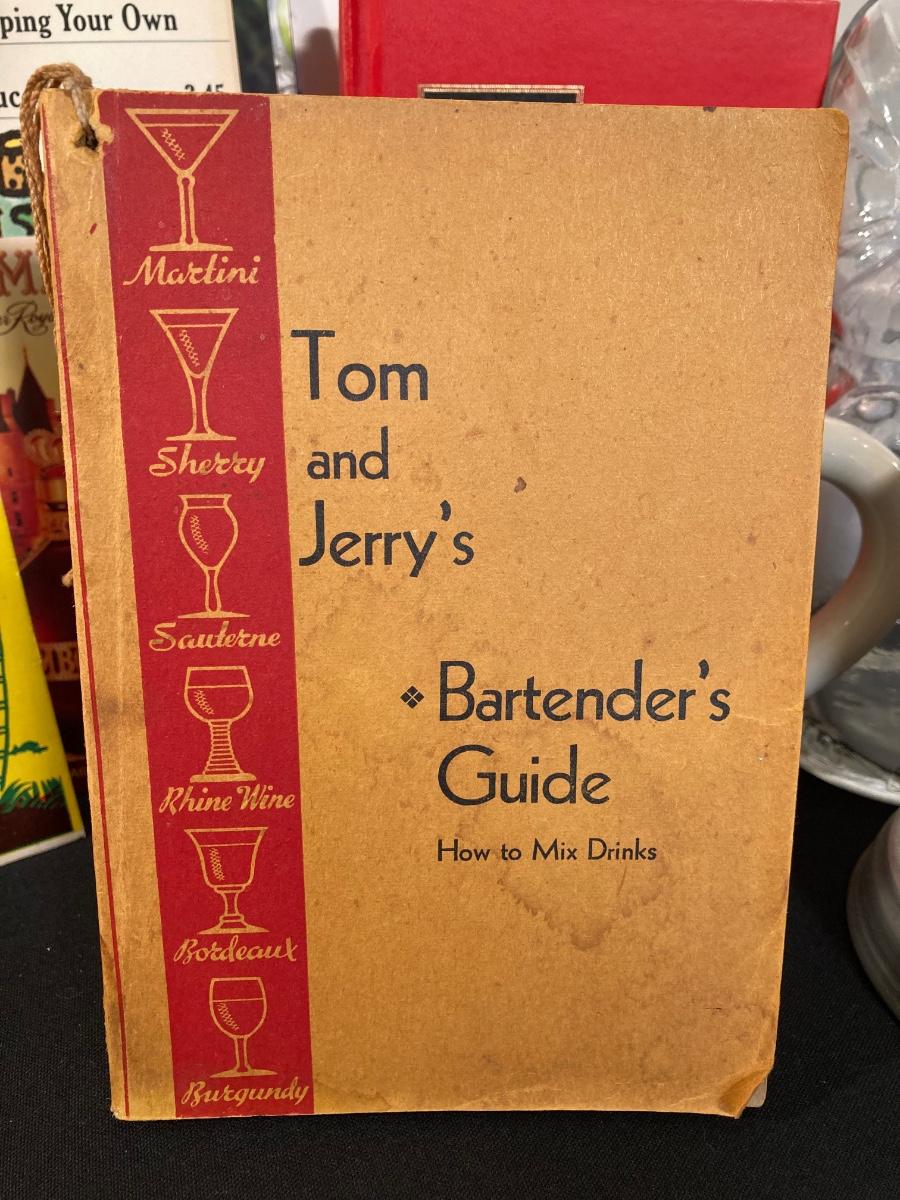 ping Your Own
Martini
Sherry
Sauterne
Rhine Wine
Bordeaux
Burgundy
Tom
and
Jerry's
❖ Bartender's
Guide
How to Mix Drinks